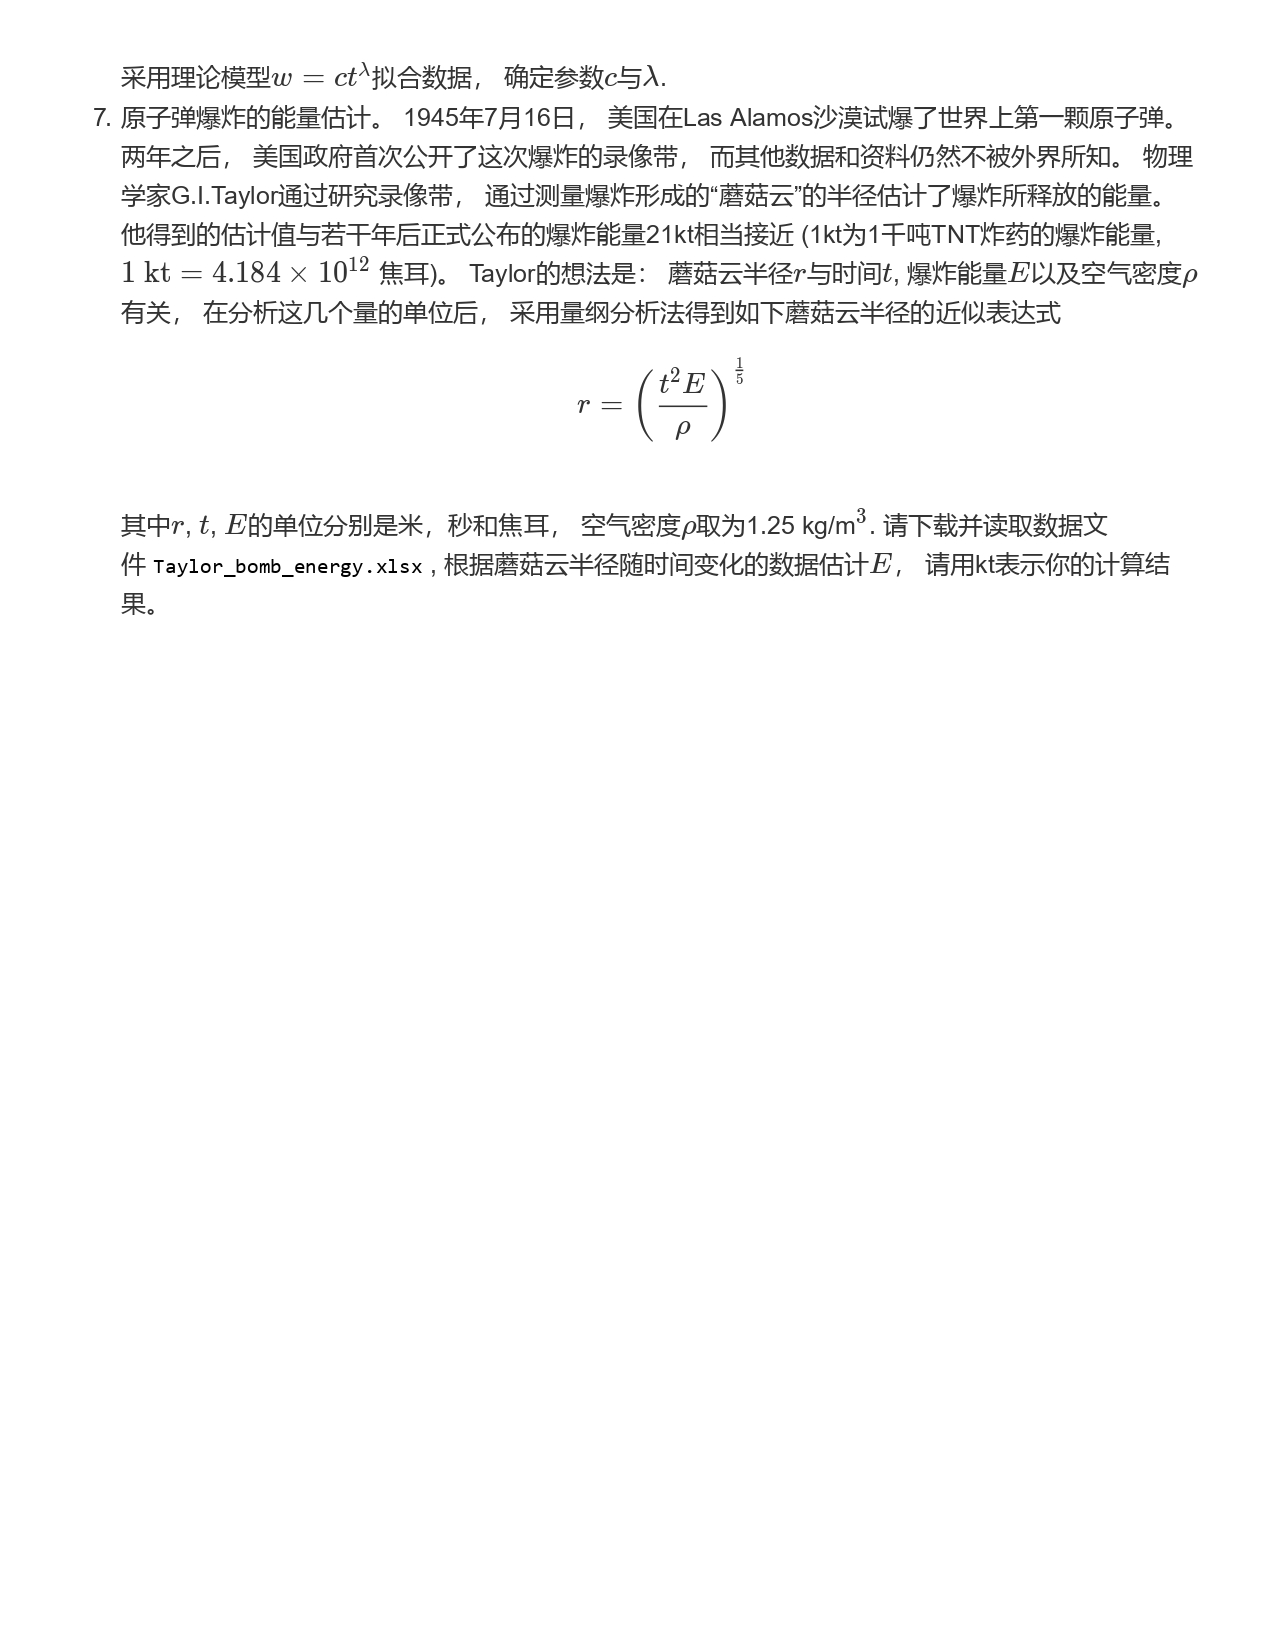 采用理论模型$w = ct^{\lambda}$拟合数据， 确定参数$c$与$\lambda$.
7. 原子弹爆炸的能量估计。 1945年7月16日， 美国在Las Alamos沙漠试爆了世界上第一颗原子弹。
两年之后， 美国政府首次公开了这次爆炸的录像带， 而其他数据和资料仍然不被外界所知。 物理
学家G.I.Taylor通过研究录像带， 通过测量爆炸形成的“蘑菇云”的半径估计了爆炸所释放的能量。
他得到的估计值与若干年后正式公布的爆炸能量21kt相当接近 (1kt为1千吨TNT炸药的爆炸能量,
$1 \text{ kt} = 4.184 \times 10^{12}$ 焦耳)。 Taylor的想法是： 蘑菇云半径$r$与时间$t$, 爆炸能量$E$以及空气密度$\rho$
有关， 在分析这几个量的单位后， 采用量纲分析法得到如下蘑菇云半径的近似表达式
$r = \left(\frac{t^2 E}{\rho}\right)^{\frac{1}{5}}$
其中$r$, $t$, $E$的单位分别是米，秒和焦耳， 空气密度$\rho$取为1.25 kg/m$^3$. 请下载并读取数据文
件 Taylor_bomb_energy.xlsx , 根据蘑菇云半径随时间变化的数据估计$E$， 请用kt表示你的计算结
果。